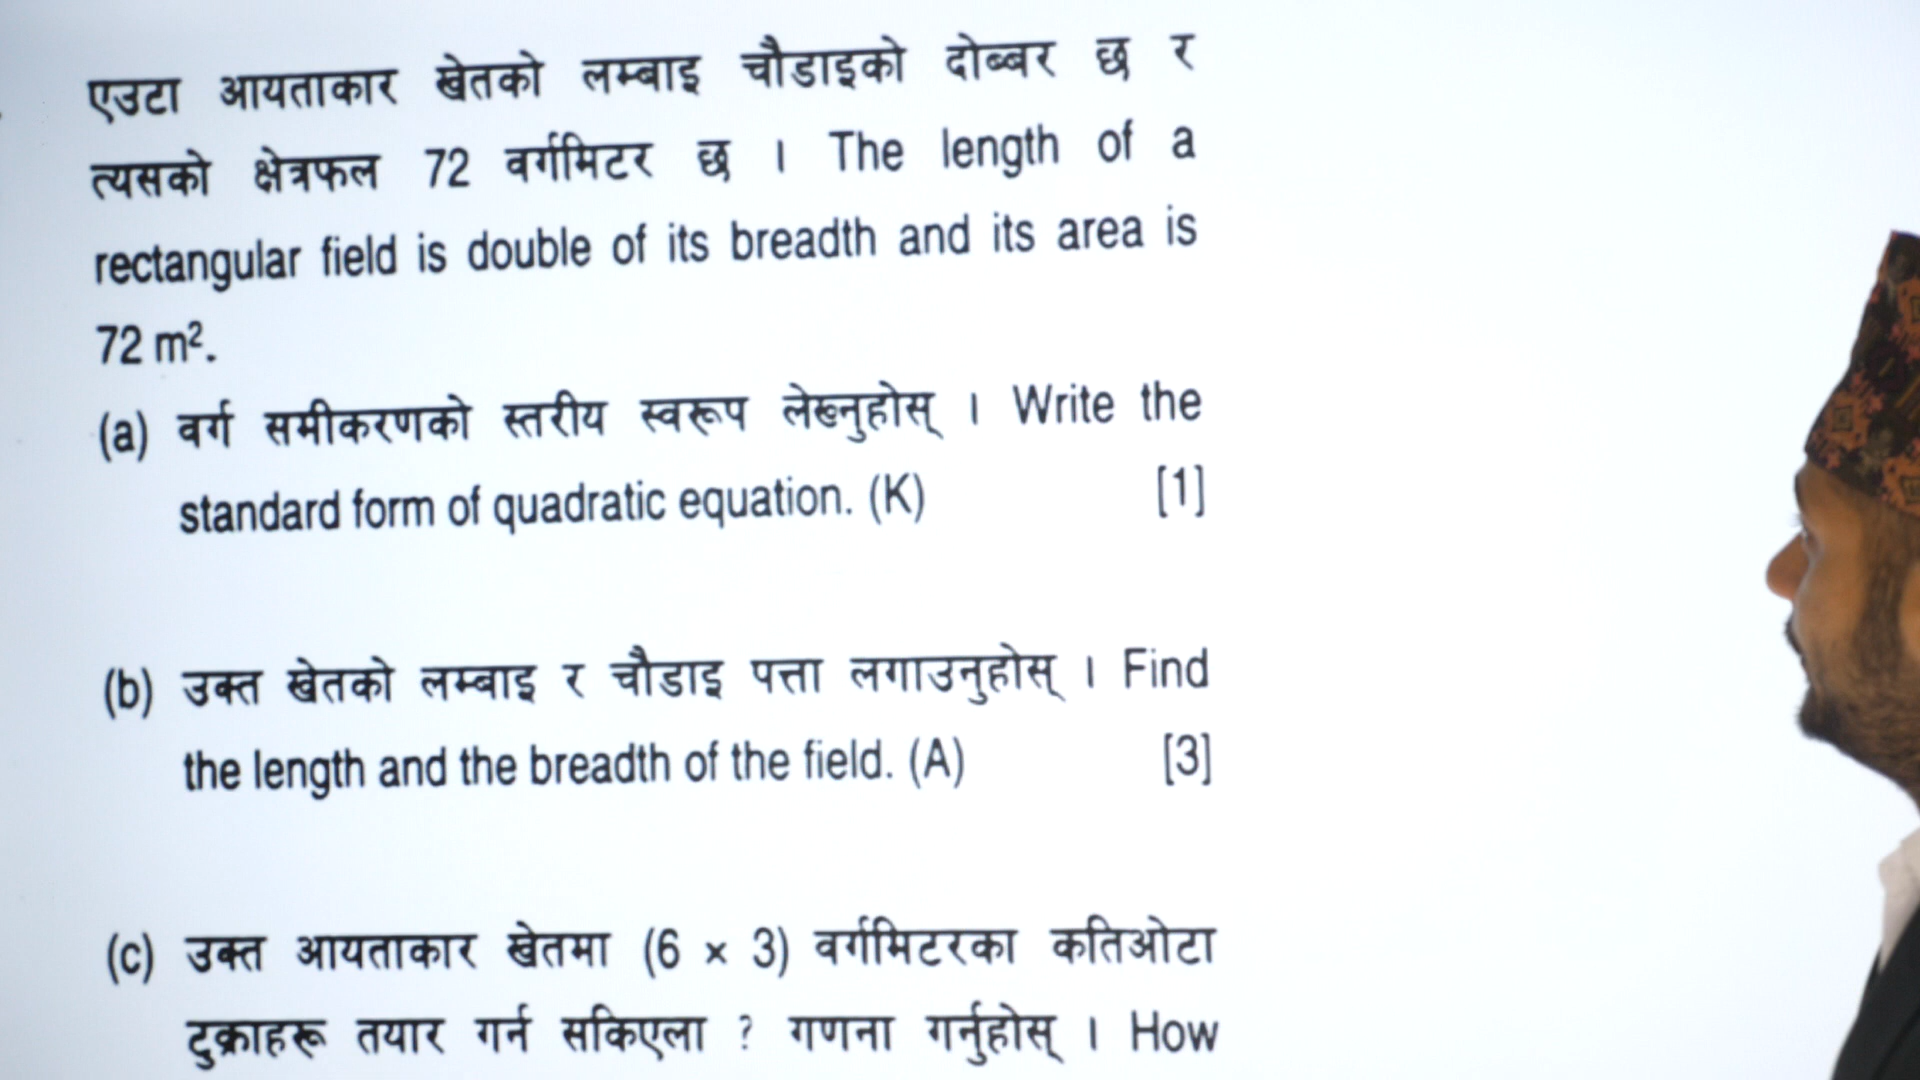 एउटा आयताकार खेतको लम्बाइ चौडाइको दोब्बर छ र
त्यसको क्षेत्रफल 72 वर्गमिटर छ । The length of a
rectangular field is double of its breadth and its area is
72 m².
(a) वर्ग समीकरणको स्तरीय स्वरूप लेख्नुहोस् । Write the
standard form of quadratic equation. (K) [1]
(b) उक्त खेतको लम्बाइ र चौडाइ पत्ता लगाउनुहोस् । Find
the length and the breadth of the field. (A) [3]
(c) उक्त आयताकार खेतमा (6 × 3) वर्गमिटरका कतिओटा
टुक्राहरू तयार गर्न सकिएला ? गणना गर्नुहोस् । How